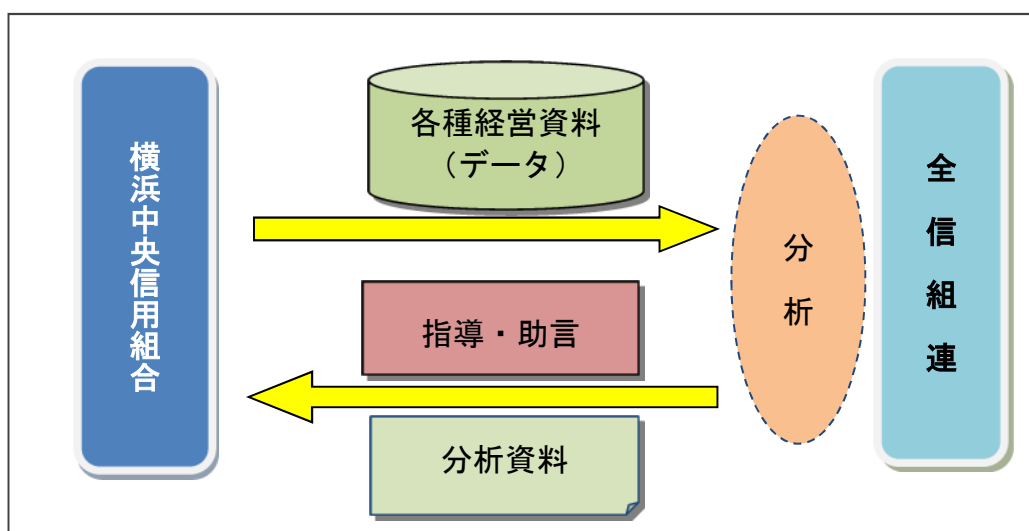 横浜中央信用組合
各種経営資料
（データ）
指導・助言
分析資料
分析
全信組連